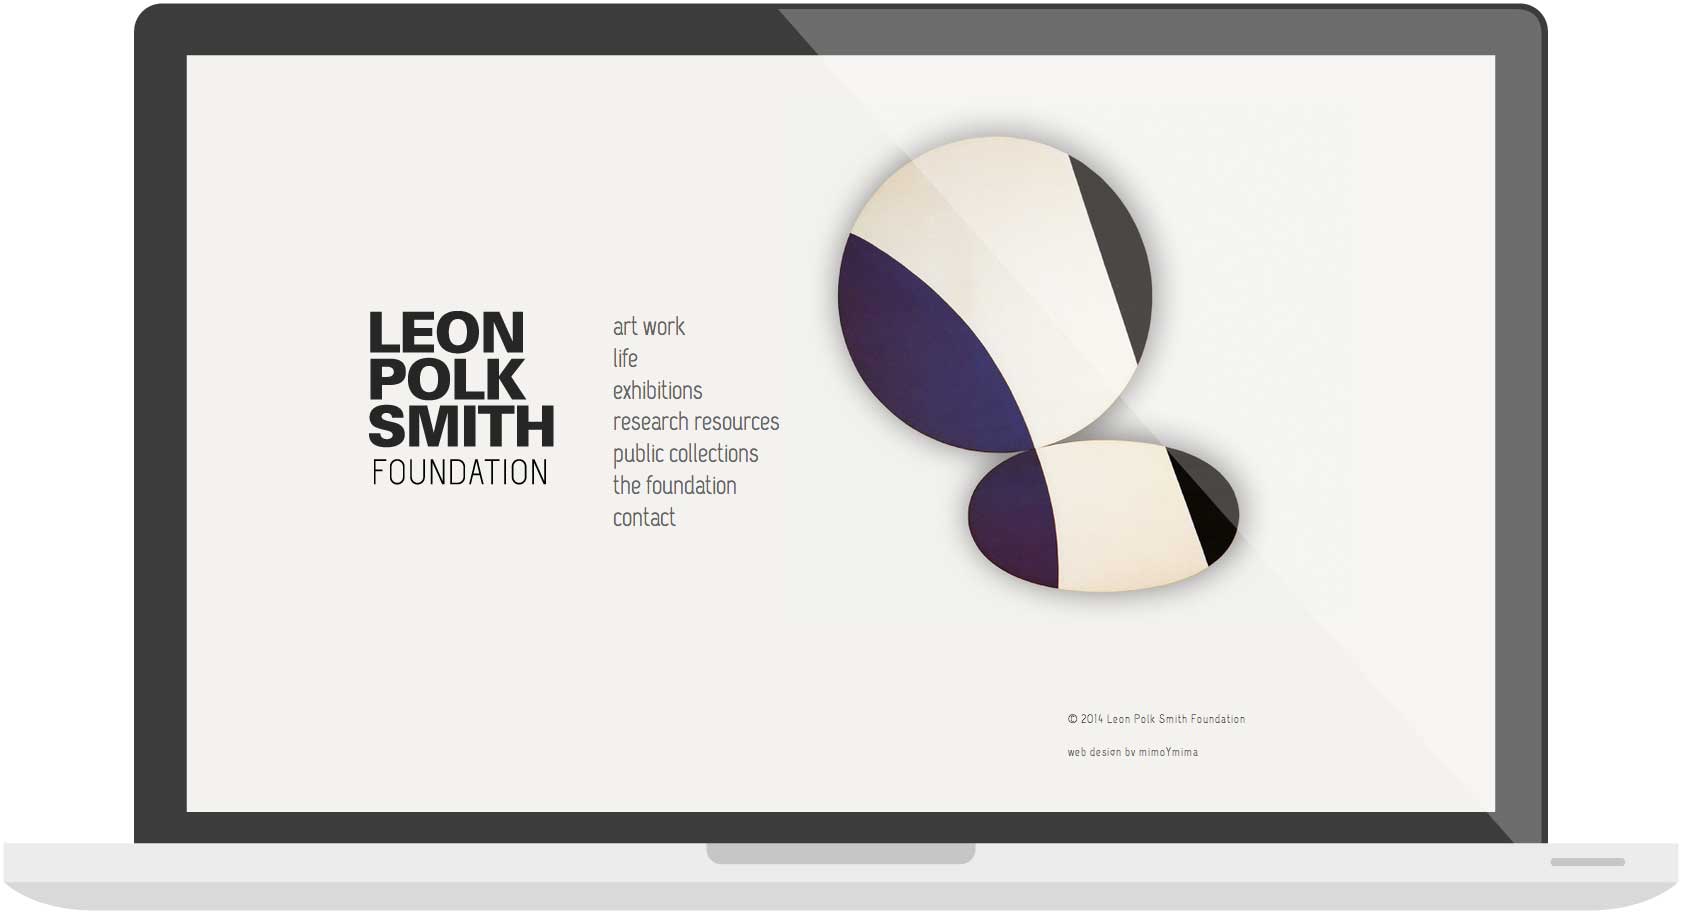 LEON
POLK
SMITH
FOUNDATION
art work
life
exhibitions
research resources
public collections
the foundation
contact
© 2014 Leon Polk Smith Foundation
web design by mimoYmima